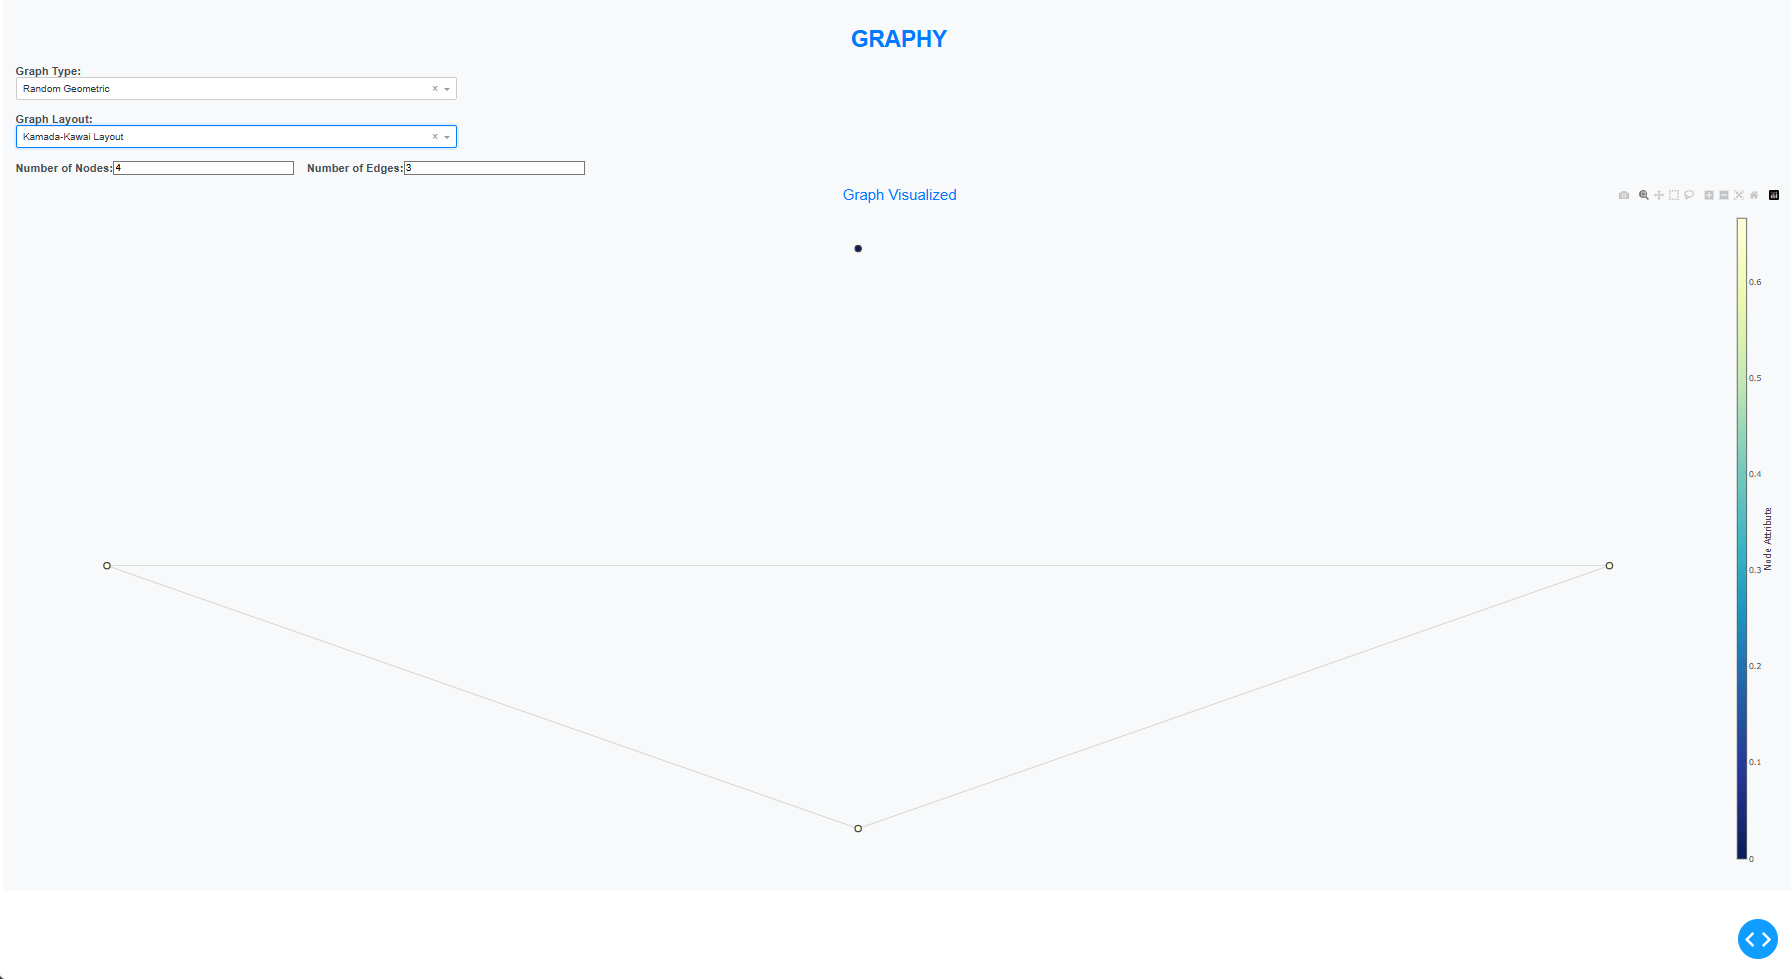 GRAPHY
Graph Type:
Random Geometric
Graph Layout:
Kamada-Kawai Layout
Number of Nodes: 4 Number of Edges: 3
Graph Visualized
0.6
0.5
0.4
0.3
0.2
0.1
0
Node Attribute